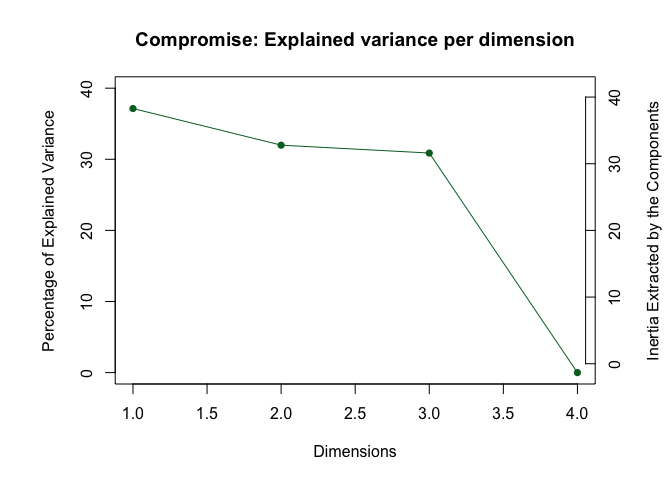 Compromise: Explained variance per dimension
Percentage of Explained Variance
40
30
20
10
0
40
30
20
10
0
Inertia Extracted by the Components
1.0 1.5 2.0 2.5 3.0 3.5 4.0
Dimensions